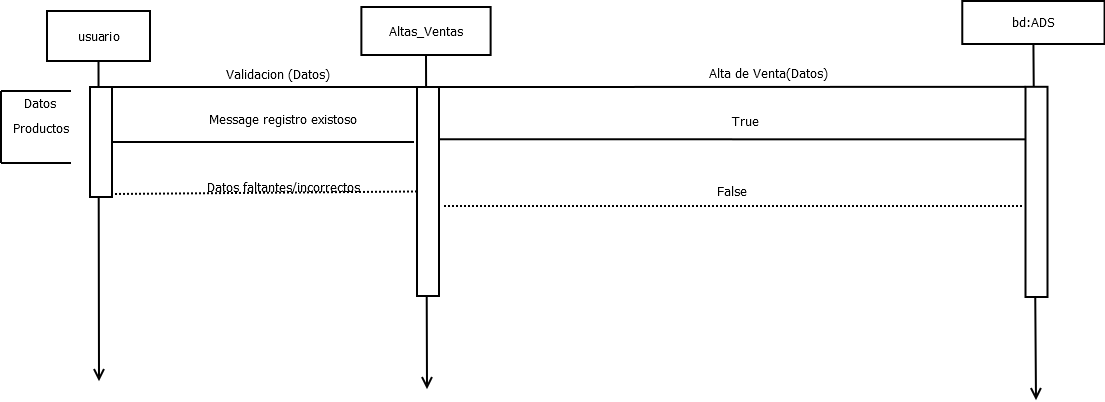 usuario
Altas_Ventas
bd:ADS
Validacion (Datos)
Alta de Venta(Datos)
Datos
Productos
Message registro existoso
True
Datos faltantes/incorrectos
False